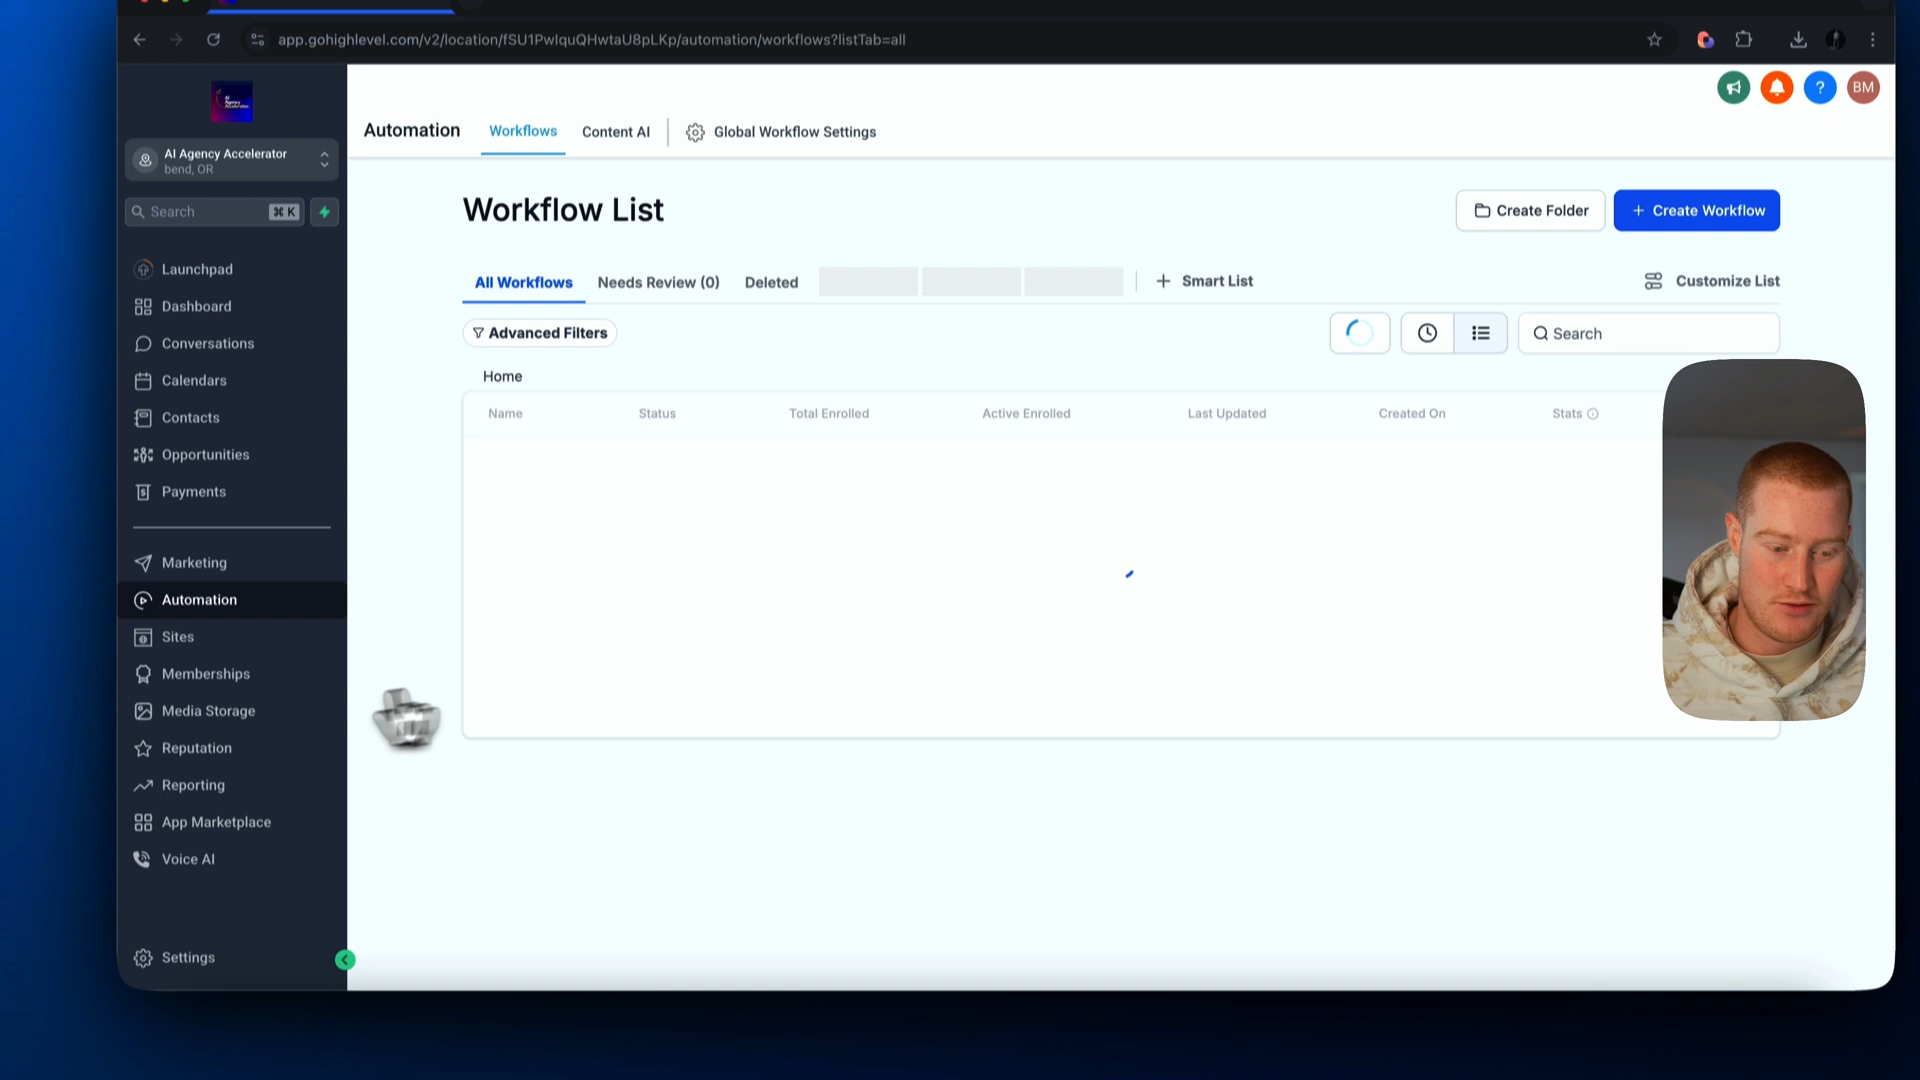 app.gohighlevel.com/v2/location/fSU1PwIquQHwtaU8pLKp/automation/workflows?listTab=all
BM
AI Agency Accelerator
bend, OR
Search
⌘ K
Launchpad
Dashboard
Conversations
Calendars
Contacts
Opportunities
Payments
Marketing
Automation
Sites
Memberships
Media Storage
Reputation
Reporting
App Marketplace
Voice AI
Settings
Automation
Workflows
Content AI
Global Workflow Settings
Workflow List
Create Folder
+ Create Workflow
All Workflows
Needs Review (0)
Deleted
+ Smart List
Customize List
Advanced Filters
Search
Home
Name
Status
Total Enrolled
Active Enrolled
Last Updated
Created On
Stats